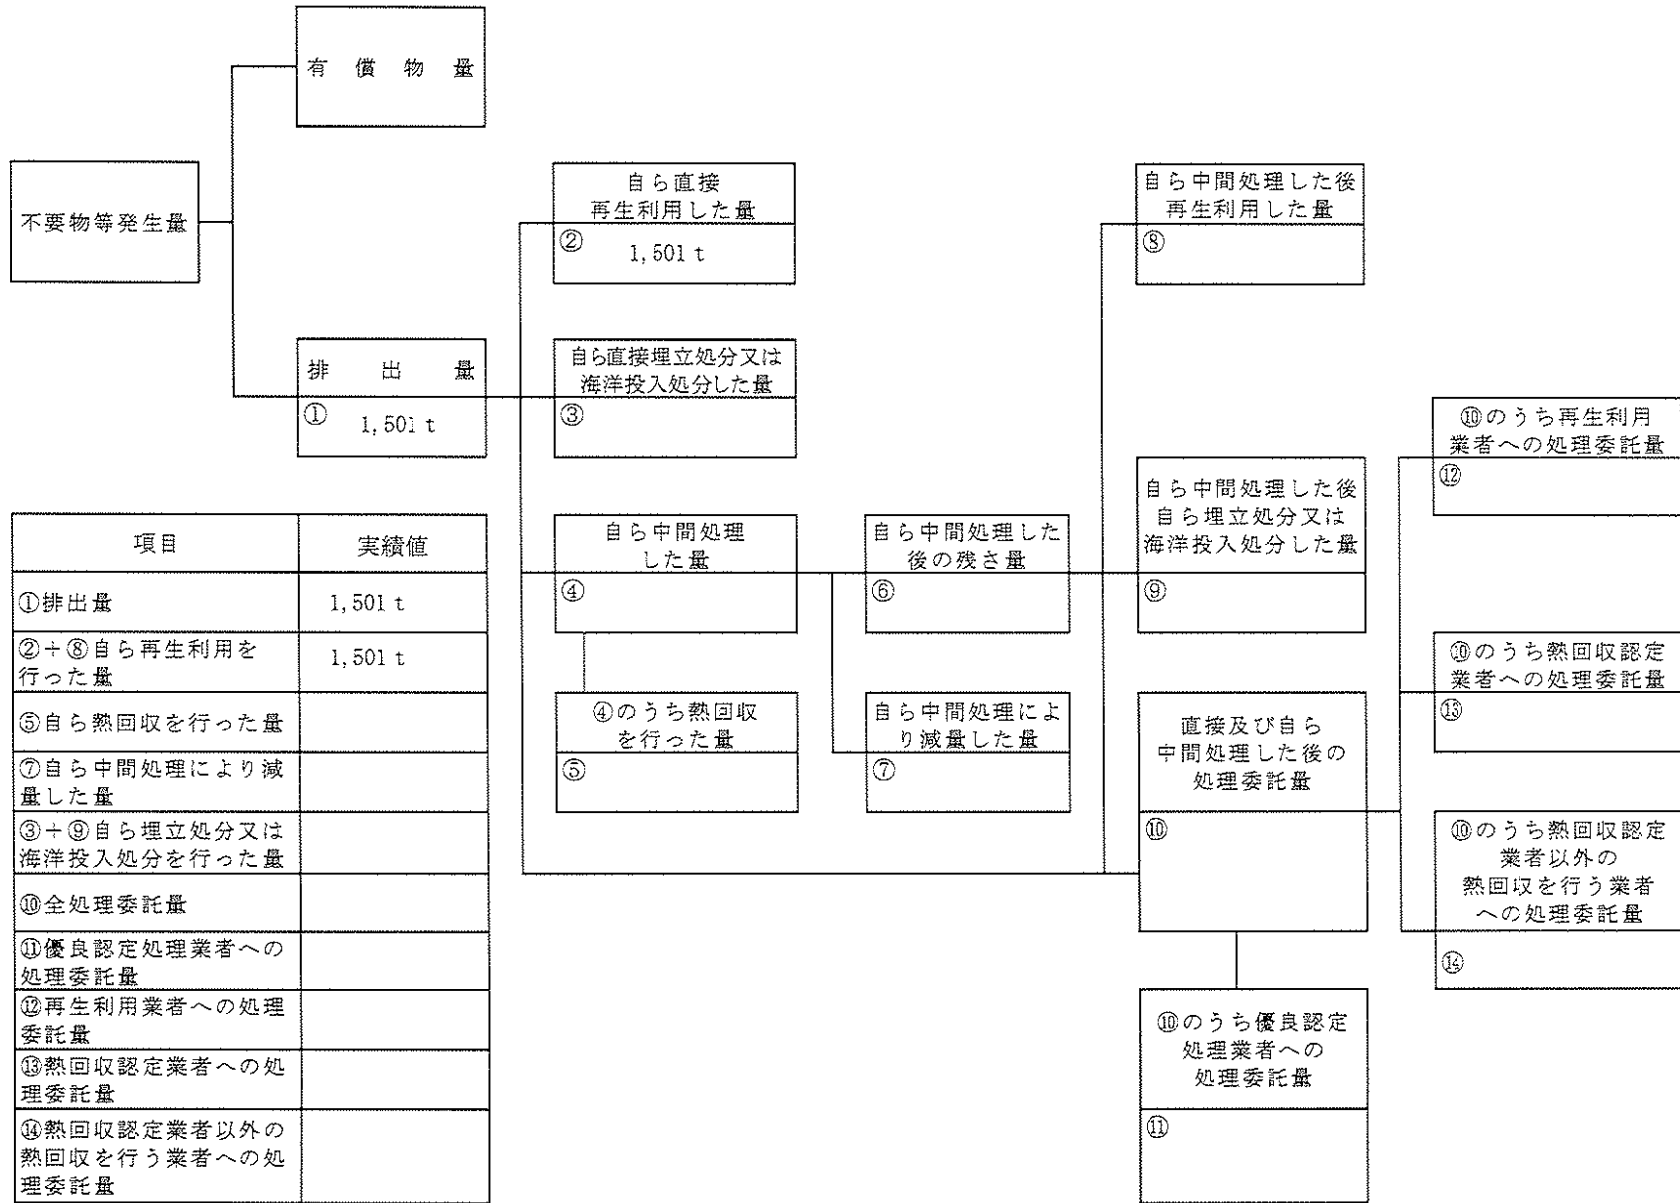 有償物量
不要物等発生量
排出量
① 1,501 t
自ら直接
再生利用した量
② 1,501 t
自ら直接埋立処分又は
海洋投入処分した量
③
自ら中間処理
した量
④
④のうち熱回収
を行った量
⑤
自ら中間処理した
後の残さ量
⑥
自ら中間処理によ
り減量した量
⑦
自ら中間処理した後
再生利用した量
⑧
自ら中間処理した後
自ら埋立処分又は
海洋投入処分した量
⑨
直接及び自ら
中間処理した後の
処理委託量
⑩
⑩のうち優良認定
処理業者への
処理委託量
⑪
⑩のうち再生利用
業者への処理委託量
⑫
⑩のうち熱回収認定
業者への処理委託量
⑬
⑩のうち熱回収認定
業者以外の
熱回収を行う業者
への処理委託量
⑭
項目 実績値
①排出量 1,501 t
②+⑧自ら再生利用を
行った量 1,501 t
⑤自ら熱回収を行った量
⑦自ら中間処理により減
量した量
③+⑨自ら埋立処分又は
海洋投入処分を行った量
⑩全処理委託量
⑪優良認定処理業者への
処理委託量
⑫再生利用業者への処理
委託量
⑬熱回収認定業者への処
理委託量
⑭熱回収認定業者以外の
熱回収を行う業者への処
理委託量